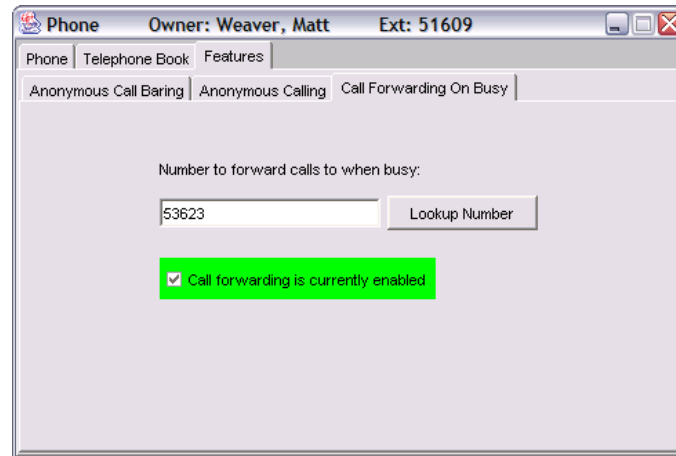 Phone Owner: Weaver, Matt Ext: 51609
Phone Telephone Book Features
Anonymous Call Baring Anonymous Calling Call Forwarding On Busy
Number to forward calls to when busy:
53623 Lookup Number
Call forwarding is currently enabled